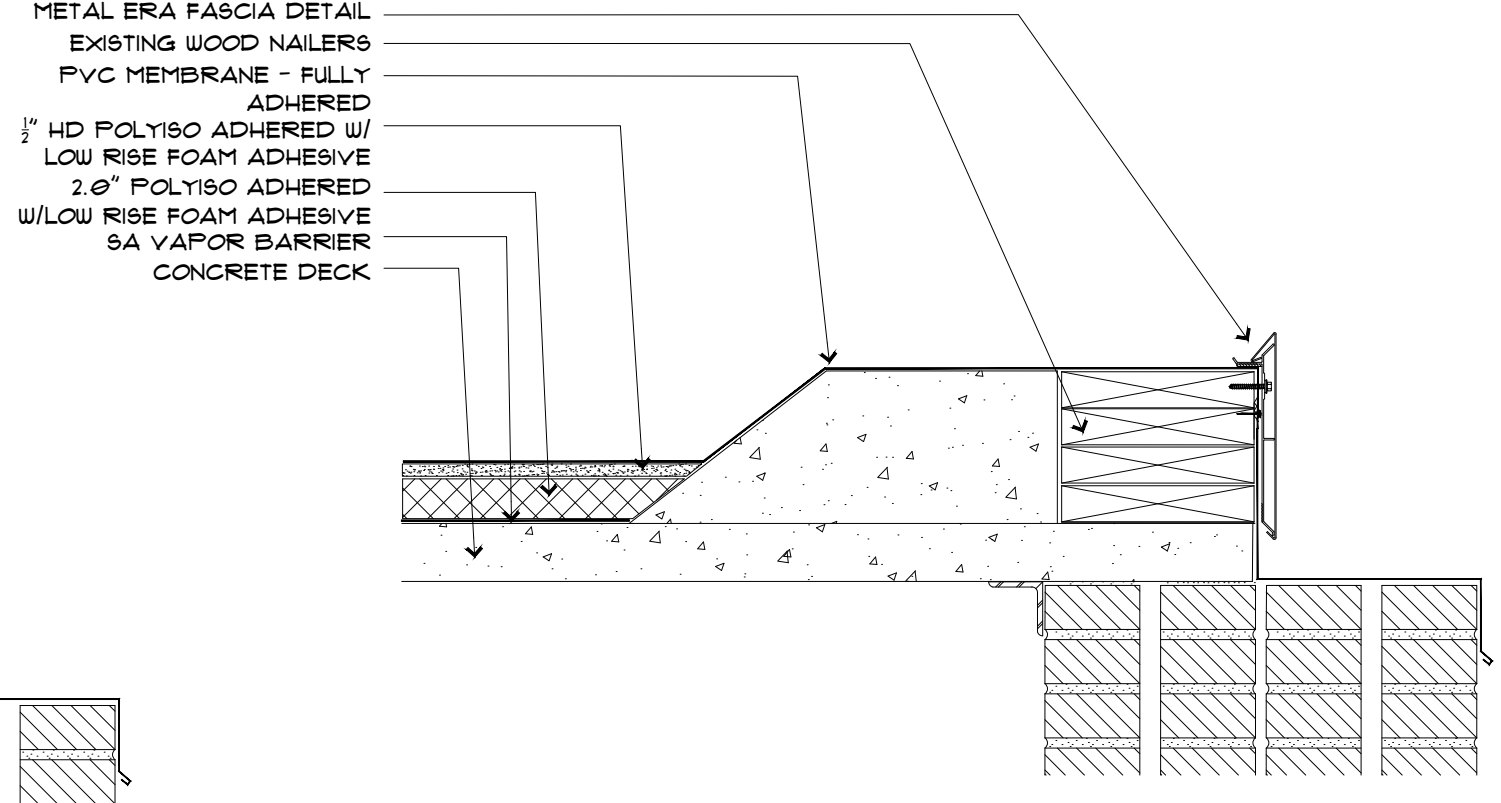 METAL ERA FASCIA DETAIL
EXISTING WOOD NAILERS
PVC MEMBRANE - FULLY
ADHERED
½" HD POLYISO ADHERED W/
LOW RISE FOAM ADHESIVE
2.0" POLYISO ADHERED
W/LOW RISE FOAM ADHESIVE
SA VAPOR BARRIER
CONCRETE DECK